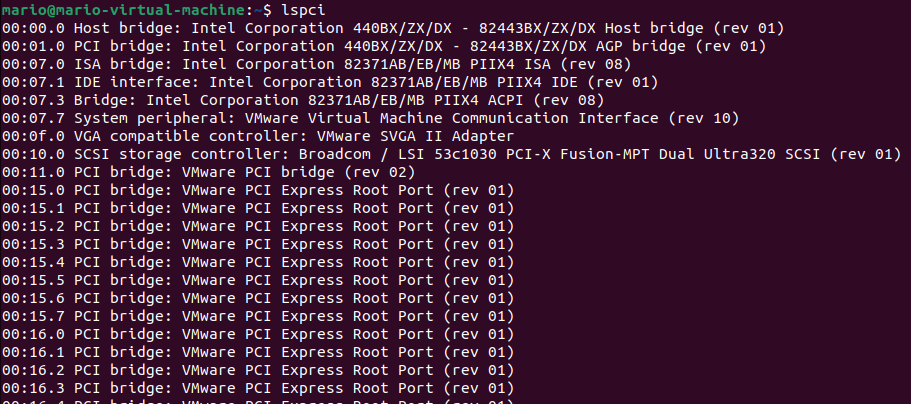 mario@mario-virtual-machine:~$ lspci
00:00.0 Host bridge: Intel Corporation 440BX/ZX/DX - 82443BX/ZX/DX Host bridge (rev 01)
00:01.0 PCI bridge: Intel Corporation 440BX/ZX/DX - 82443BX/ZX/DX AGP bridge (rev 01)
00:07.0 ISA bridge: Intel Corporation 82371AB/EB/MB PIIX4 ISA (rev 08)
00:07.1 IDE interface: Intel Corporation 82371AB/EB/MB PIIX4 IDE (rev 01)
00:07.3 Bridge: Intel Corporation 82371AB/EB/MB PIIX4 ACPI (rev 08)
00:07.7 System peripheral: VMware Virtual Machine Communication Interface (rev 10)
00:0f.0 VGA compatible controller: VMware SVGA II Adapter
00:10.0 SCSI storage controller: Broadcom / LSI 53c1030 PCI-X Fusion-MPT Dual Ultra320 SCSI (rev 01)
00:11.0 PCI bridge: VMware PCI bridge (rev 02)
00:15.0 PCI bridge: VMware PCI Express Root Port (rev 01)
00:15.1 PCI bridge: VMware PCI Express Root Port (rev 01)
00:15.2 PCI bridge: VMware PCI Express Root Port (rev 01)
00:15.3 PCI bridge: VMware PCI Express Root Port (rev 01)
00:15.4 PCI bridge: VMware PCI Express Root Port (rev 01)
00:15.5 PCI bridge: VMware PCI Express Root Port (rev 01)
00:15.6 PCI bridge: VMware PCI Express Root Port (rev 01)
00:15.7 PCI bridge: VMware PCI Express Root Port (rev 01)
00:16.0 PCI bridge: VMware PCI Express Root Port (rev 01)
00:16.1 PCI bridge: VMware PCI Express Root Port (rev 01)
00:16.2 PCI bridge: VMware PCI Express Root Port (rev 01)
00:16.3 PCI bridge: VMware PCI Express Root Port (rev 01)